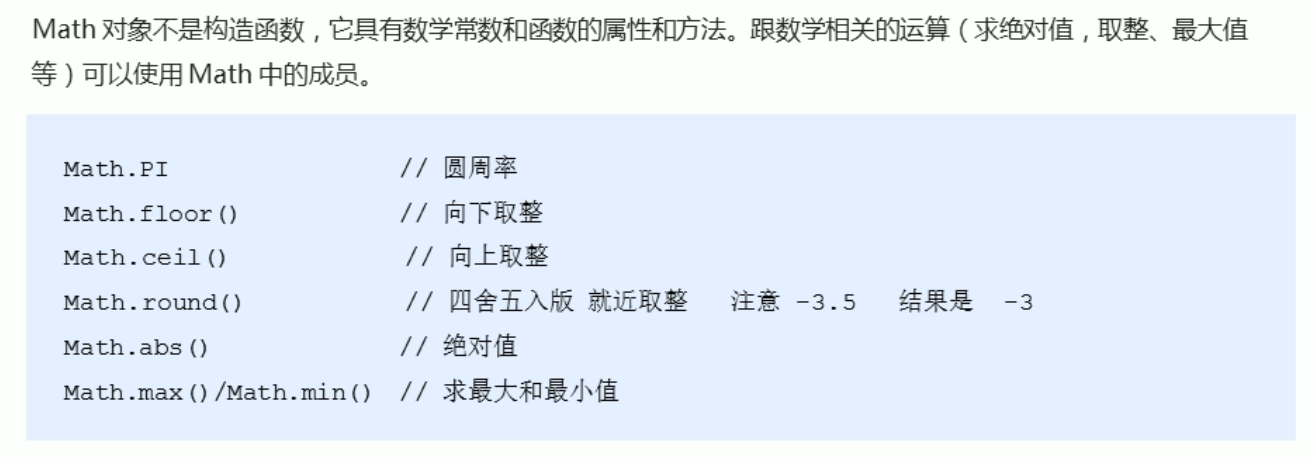 Math 对象不是构造函数，它具有数学常数和函数的属性和方法。跟数学相关的运算（求绝对值，取整、最大值
等）可以使用 Math 中的成员。
Math.PI // 圆周率
Math.floor() // 向下取整
Math.ceil() // 向上取整
Math.round() // 四舍五入版 就近取整 注意 -3.5 结果是 -3
Math.abs() // 绝对值
Math.max()/Math.min() // 求最大和最小值